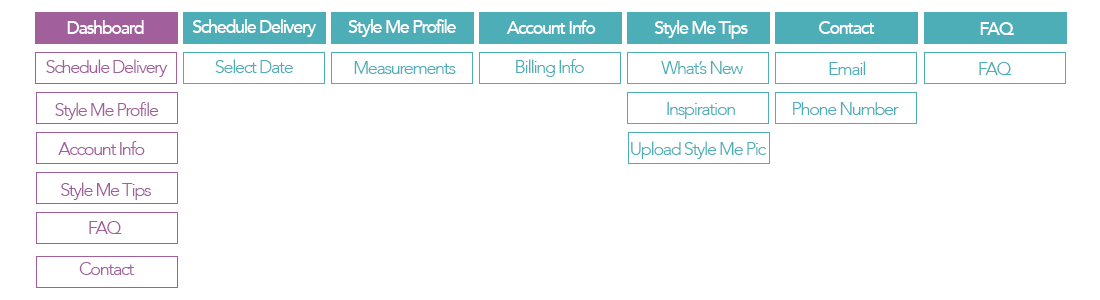 Dashboard
Schedule Delivery
Style Me Profile
Account Info
Style Me Tips
Contact
FAQ
Schedule Delivery
Select Date
Measurements
Billing Info
What's New
Email
FAQ
Style Me Profile
Inspiration
Phone Number
Account Info
Upload Style Me Pic
Style Me Tips
FAQ
Contact